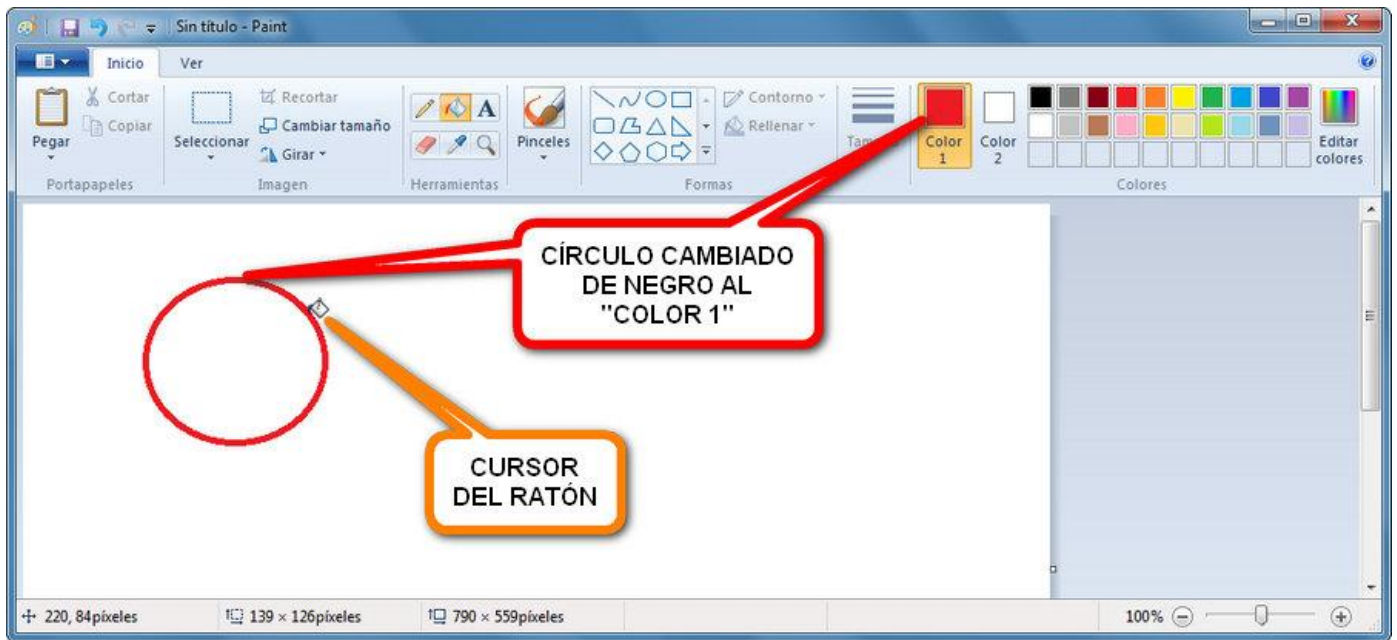 Sin título - Paint
Inicio Ver
Cortar
Copiar
Pegar
Portapapeles
Seleccionar
Recortar
Cambiar tamaño
Girar
Imagen
A
Herramientas
Pinceles
Contorno
Rellenar
Formas
Color
1
Color
2
Editar
colores
Colores
CÍRCULO CAMBIADO
DE NEGRO AL
"COLOR 1"
CURSOR
DEL RATÓN
220, 84píxeles 139 × 126píxeles 790 × 559píxeles 100%